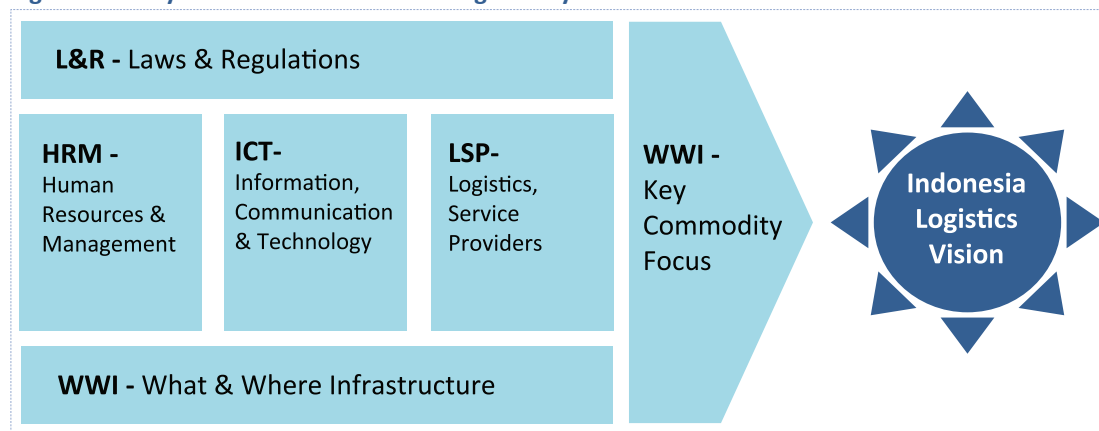 L&R - Laws & Regulations
HRM -
Human
Resources &
Management
ICT-
Information,
Communication
& Technology
LSP-
Logistics,
Service
Providers
WWI - What & Where Infrastructure
WWI -
Key
Commodity
Focus
Indonesia
Logistics
Vision